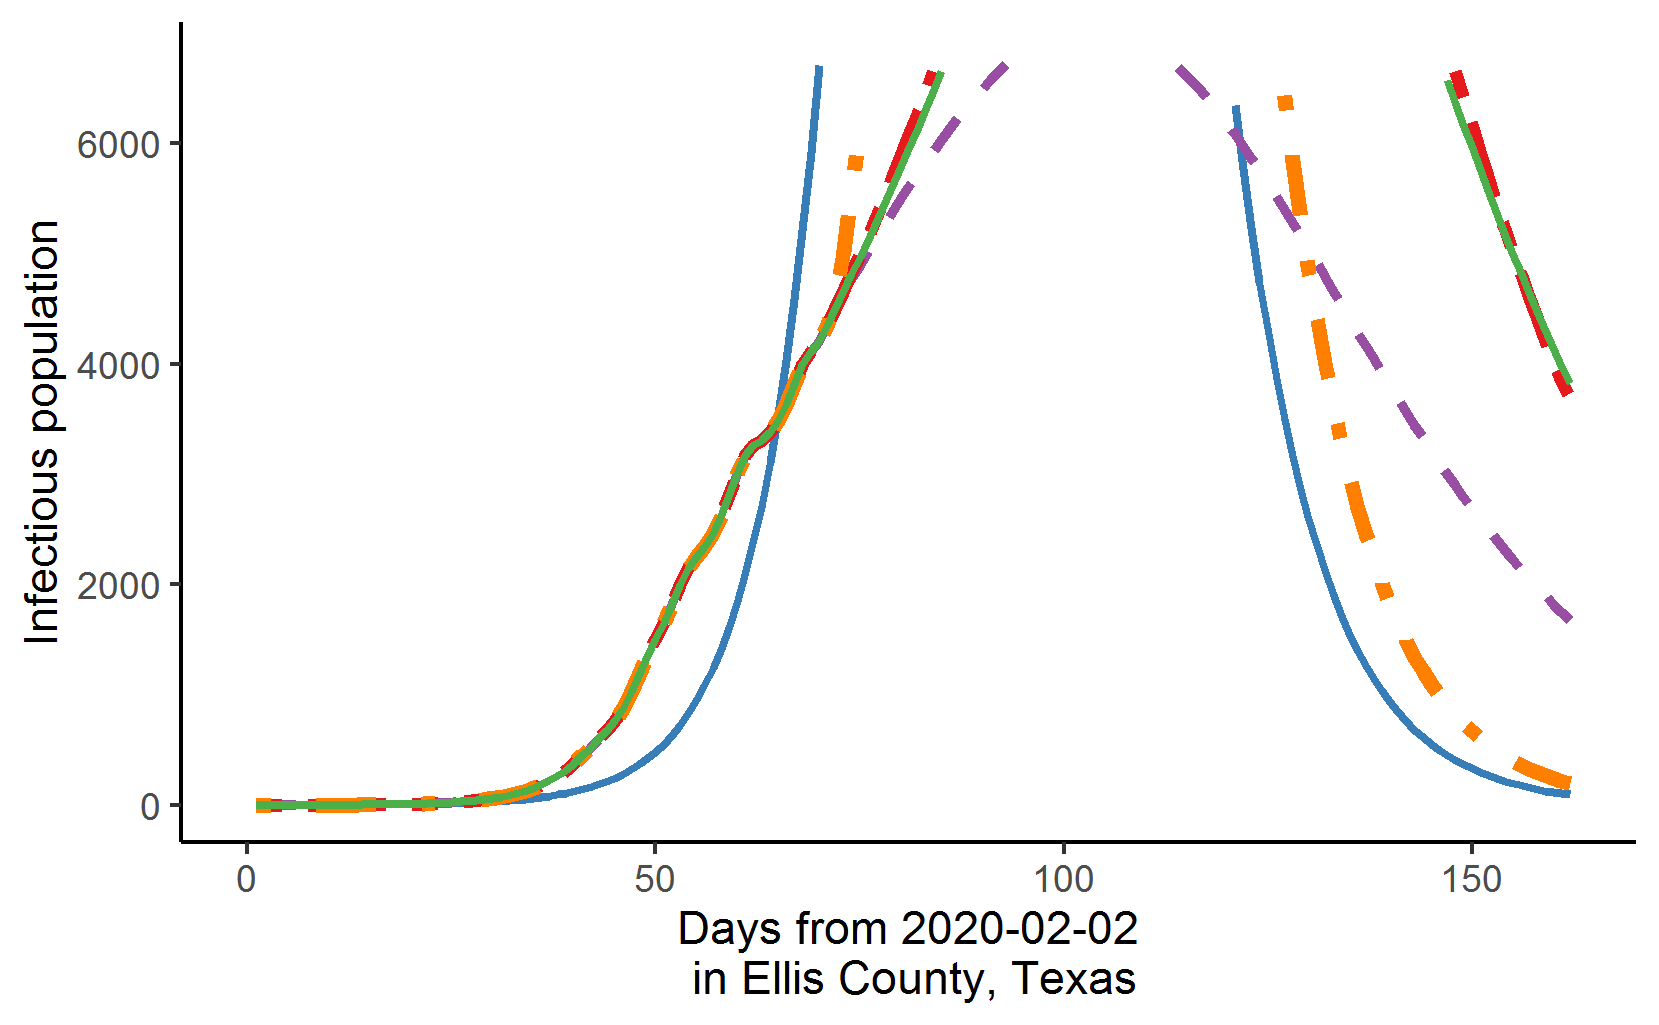 Infectious population
6000
4000
2000
0
0 50 100 150
Days from 2020-02-02
in Ellis County, Texas